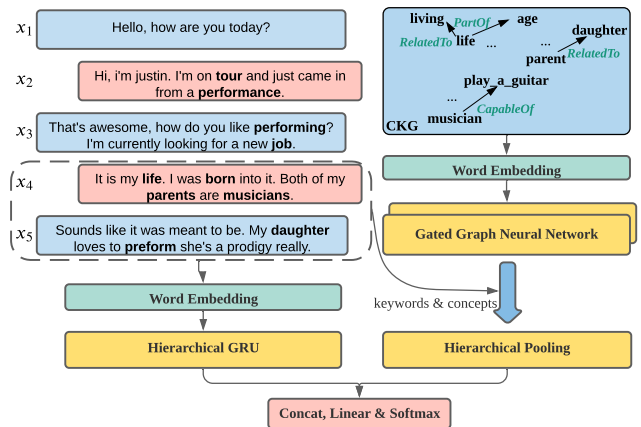 x1
Hello, how are you today?
x2
Hi, i'm justin. I'm on tour and just came in
from a performance.
x3
That's awesome, how do you like performing?
I'm currently looking for a new job.
x4
It is my life. I was born into it. Both of my
parents are musicians.
x5
Sounds like it was meant to be. My daughter
loves to preform she's a prodigy really.
Word Embedding
Hierarchical GRU
living
PartOf
age
RelatedTo
life
...
...
daughter
parent
RelatedTo
play_a_guitar
...
musician
CapableOf
CKG
Word Embedding
Gated Graph Neural Network
keywords & concepts
Hierarchical Pooling
Concat, Linear & Softmax